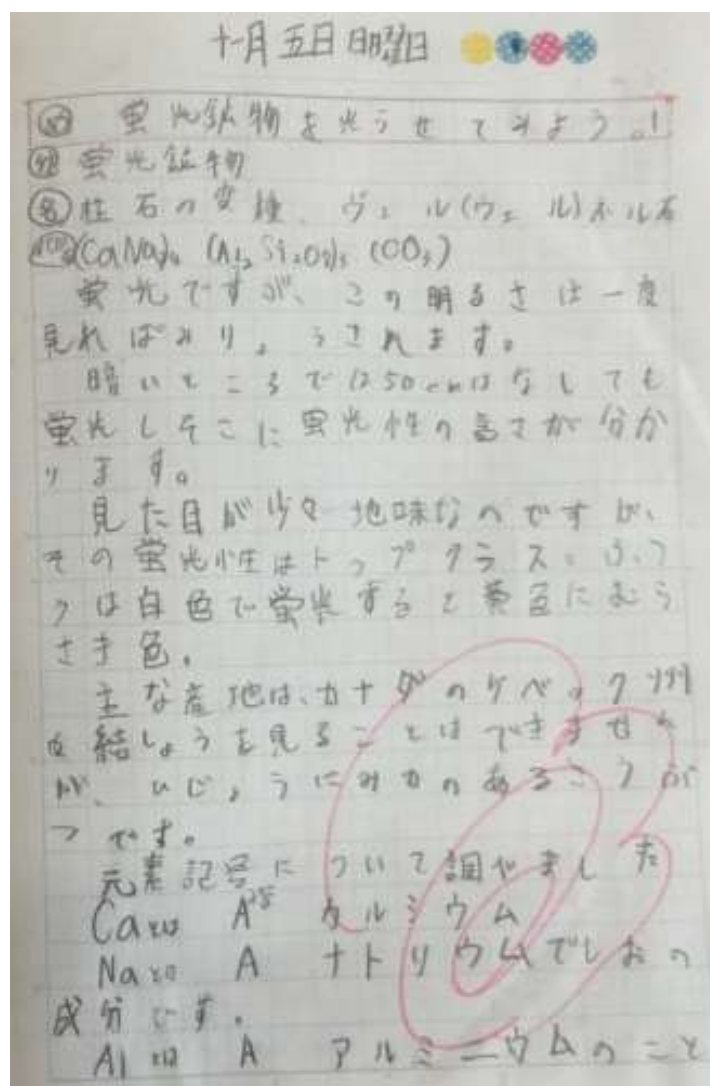 十一月五日日曜日
め 蛍光鉱物を光らせてみよう。!
蛍光鉱物
名 柱石の変種、ヴェル(ウェル)ネル石
(CaNa)₄ (Al₂Si₂O₈)₃ (CO₃)
蛍光ですが、この明るさは一度
見ればみりょうされます。
暗いところで12 50cmはなしても
蛍光しそこに蛍光性の高さが分か
ります。
見た目が少々地味なのですが、
その蛍光性はトップクラス。ふつ
うは白色で蛍光すると黄色にむら
さき色。
主な産地は、カナダのケベック州
結しょうを見ることはできません
が、ひじょうにみ力のあるこうぶ
つです。
元素記号について調やました
Caとは A カルシウム
Naとは A ナトリウムでしおの
成分です。
Alとは A アルミニウムのこと